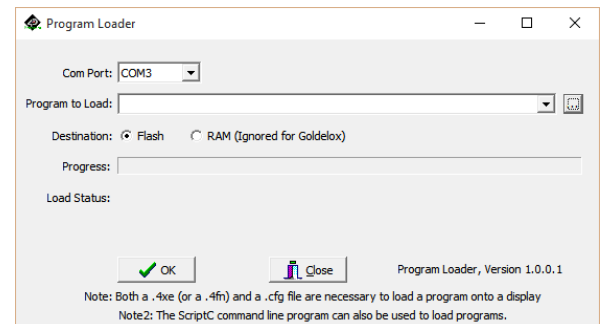 Program Loader
Com Port: COM3
Program to Load:
Destination: Flash RAM (Ignored for Goldelox)
Progress:
Load Status:
OK Close Program Loader, Version 1.0.0.1
Note: Both a .4xe (or a .4fn) and a .cfg file are necessary to load a program onto a display
Note2: The ScriptC command line program can also be used to load programs.